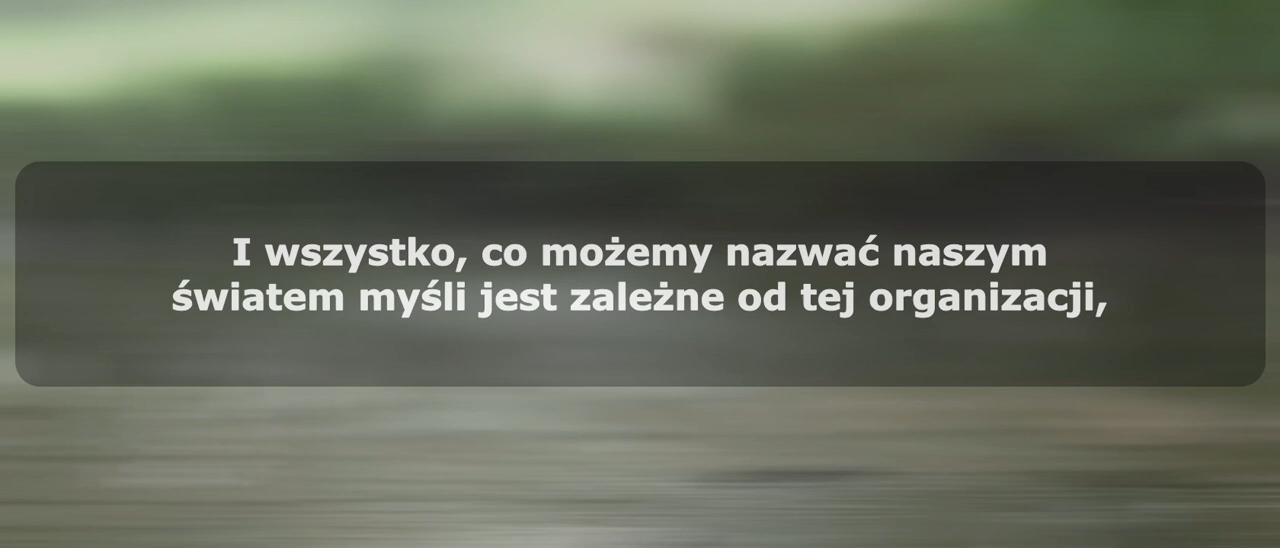 I wszystko, co możemy nazwać naszym
światem myśli jest zależne od tej organizacji,